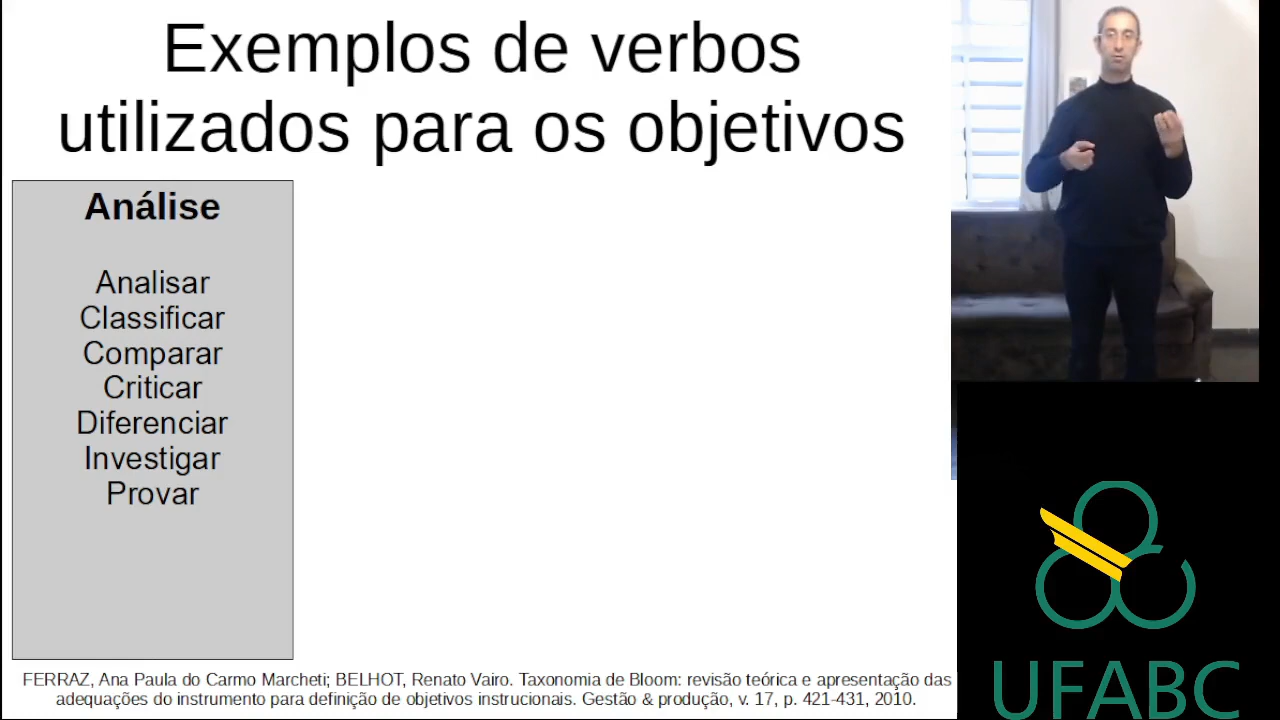 Exemplos de verbos
utilizados para os objetivos
Análise
Analisar
Classificar
Comparar
Criticar
Diferenciar
Investigar
Provar
FERRAZ, Ana Paula do Carmo Marcheti; BELHOT, Renato Vairo. Taxonomia de Bloom: revisão teórica e apresentação das
adequações do instrumento para definição de objetivos instrucionais. Gestão & produção, v. 17, p. 421-431, 2010.
UFABC